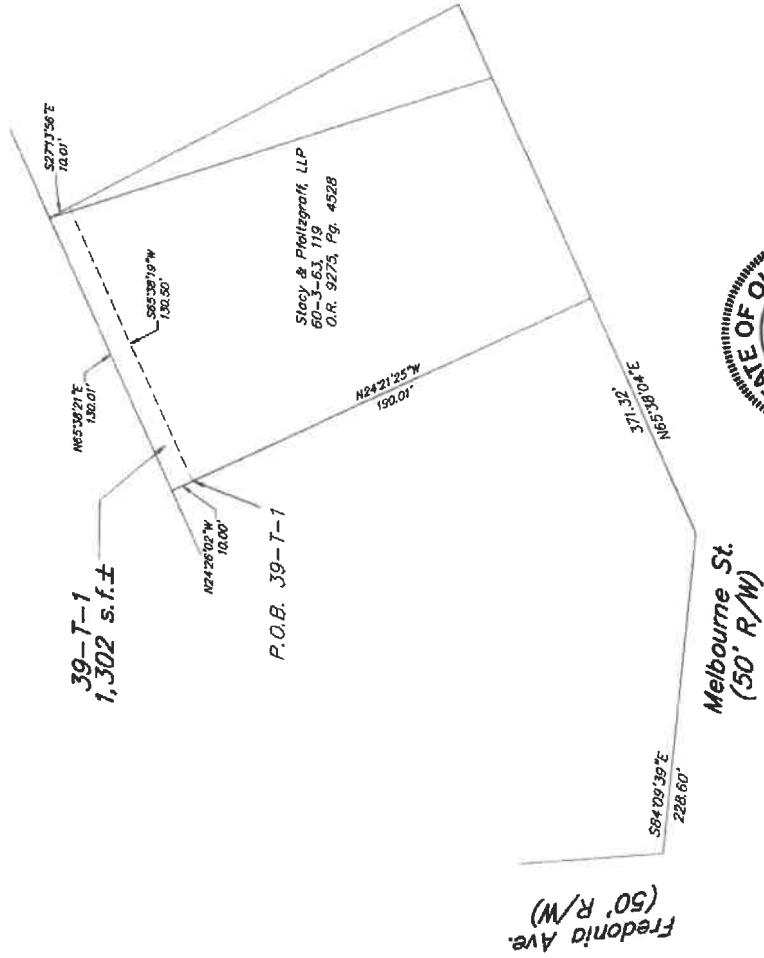 S27°13'56"E
10.01'
N65°38'21"E
130.01'
S65°38'19"W
130.50'
39-T-1
1,302 s.f.±
N24°26'02"W
10.00'
P.O.B. 39-T-1
Stacy & Pfoltzgraff, LLP
60-3-63, 119
O.R. 9275, Pg. 4528
N24°21'25"W
190.01'
371.32'
N65°38'04"E
Melbourne St.
(50' R/W)
S84°09'39"E
228.60'
Fredonia Ave.
(50' R/W)
OF